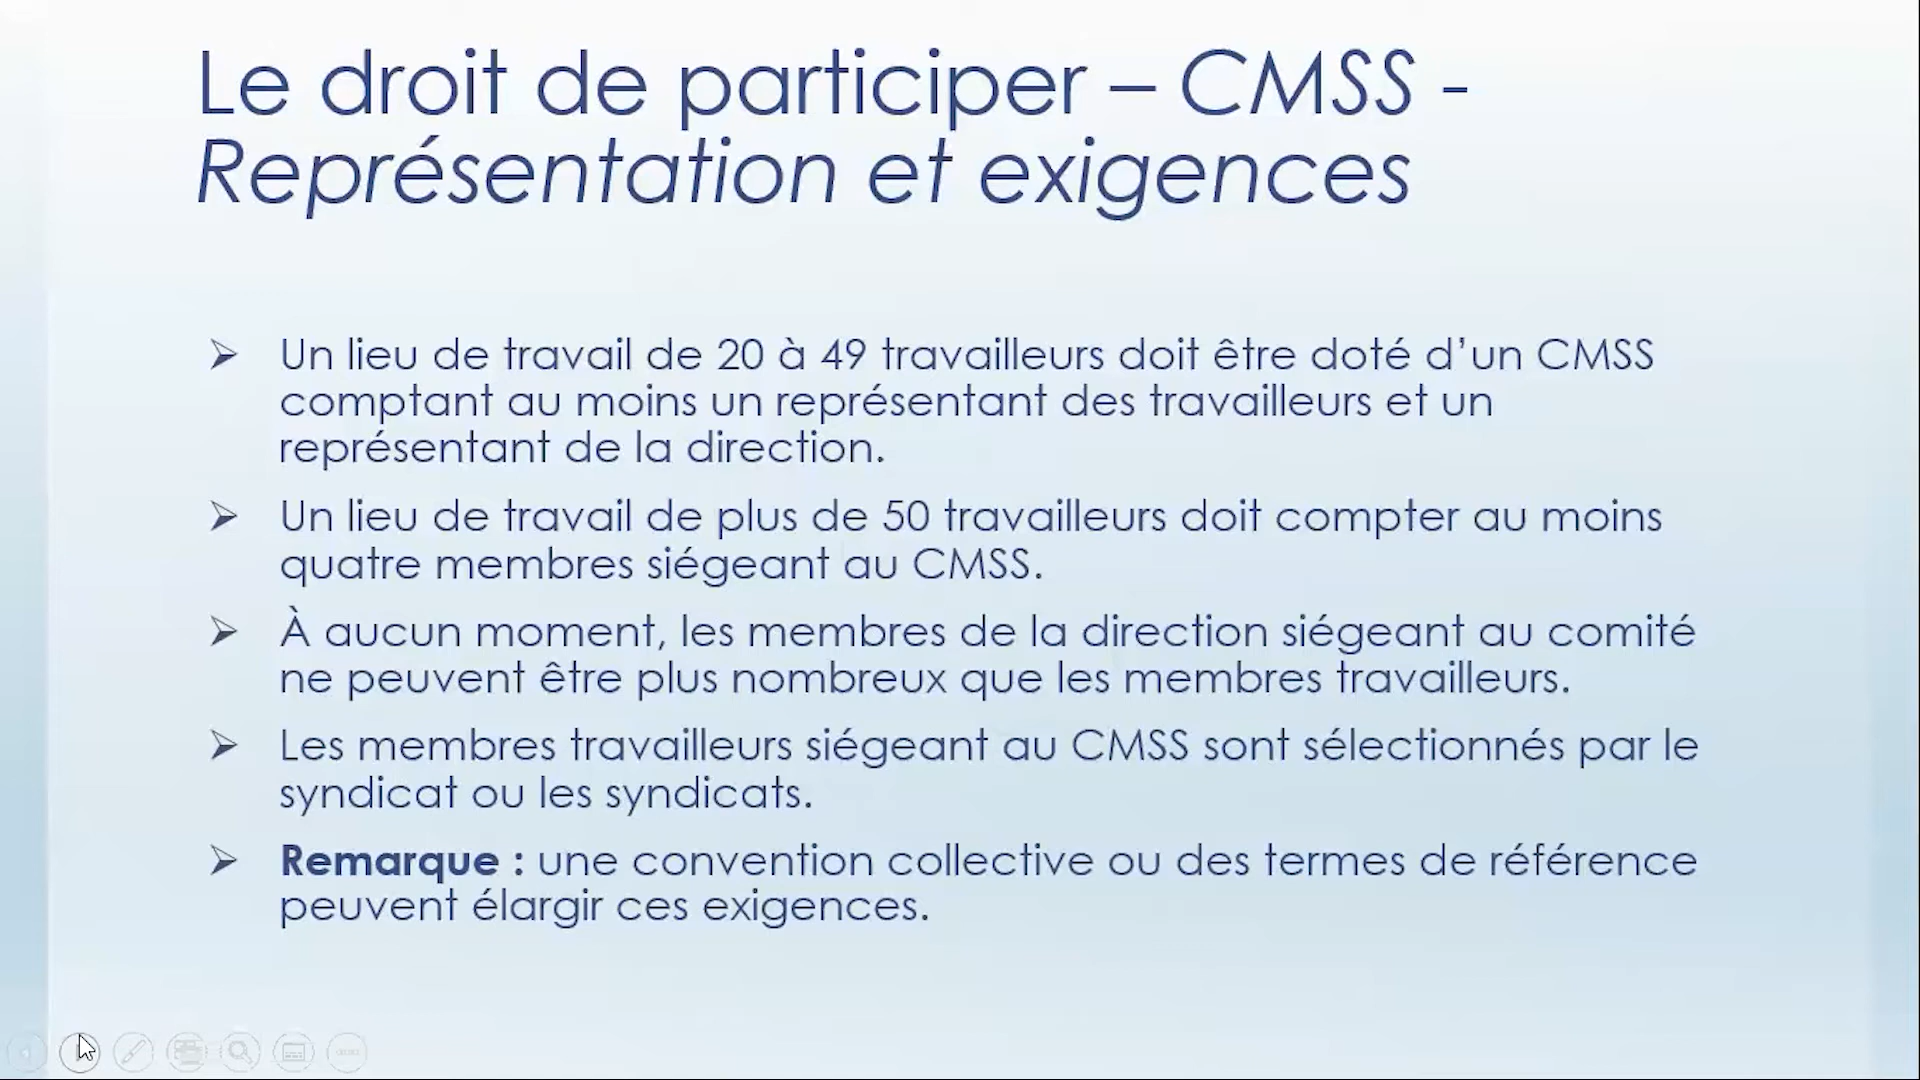 Le droit de participer – CMSS -
Représentation et exigences
Un lieu de travail de 20 à 49 travailleurs doit être doté d’un CMSS
comptant au moins un représentant des travailleurs et un
représentant de la direction.
Un lieu de travail de plus de 50 travailleurs doit compter au moins
quatre membres siégeant au CMSS.
À aucun moment, les membres de la direction siégeant au comité
ne peuvent être plus nombreux que les membres travailleurs.
Les membres travailleurs siégeant au CMSS sont sélectionnés par le
syndicat ou les syndicats.
Remarque : une convention collective ou des termes de référence
peuvent élargir ces exigences.